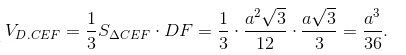 V_{D.CEF} = \frac{1}{3} S_{\Delta CEF} \cdot DF = \frac{1}{3} \cdot \frac{a^2\sqrt{3}}{12} \cdot \frac{a\sqrt{3}}{3} = \frac{a^3}{36}.